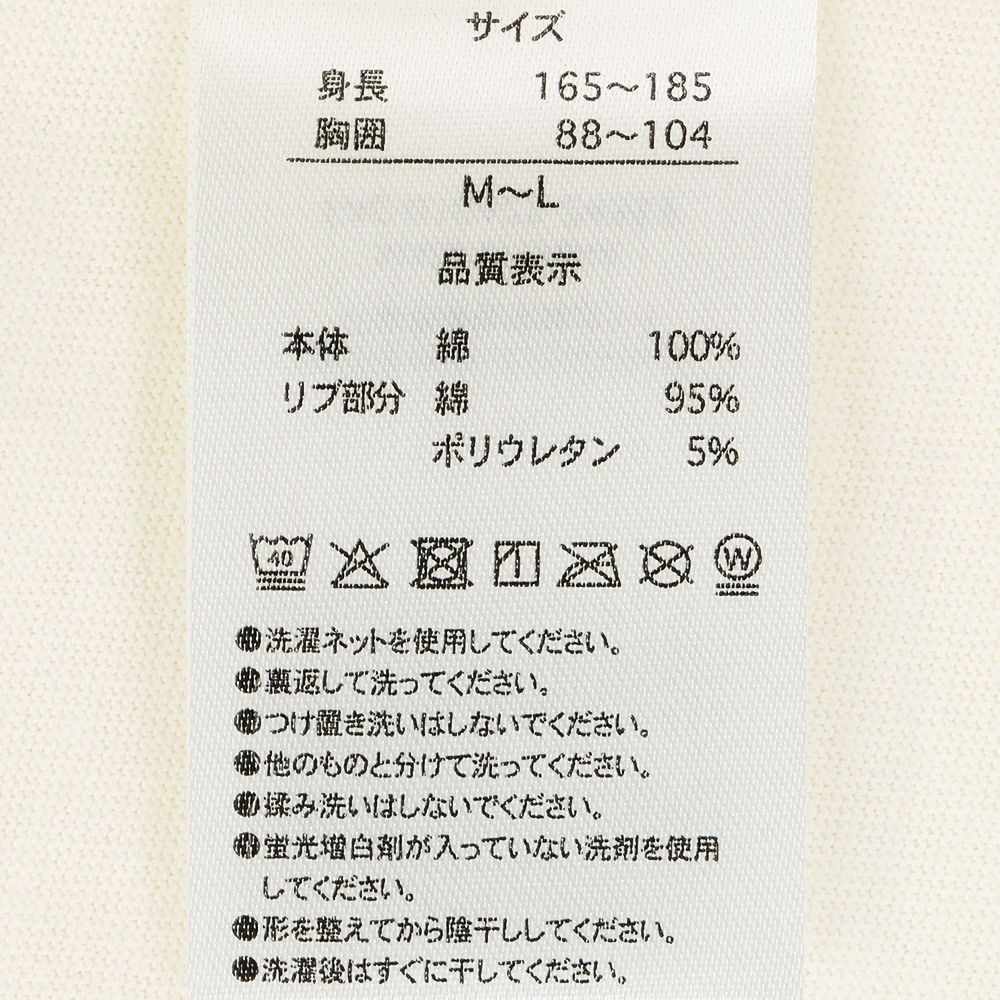 サイズ
身長 165～185
胸囲 88～104
M～L
品質表示
本体 綿 100%
リブ部分 綿 95%
ポリウレタン 5%
40 W
●洗濯ネットを使用してください。
●裏返して洗ってください。
●つけ置き洗いはしないでください。
●他のものと分けて洗ってください。
●揉み洗いはしないでください。
●蛍光増白剤が入っていない洗剤を使用
してください。
●形を整えてから陰干ししてください。
●洗濯後はすぐに干してください。